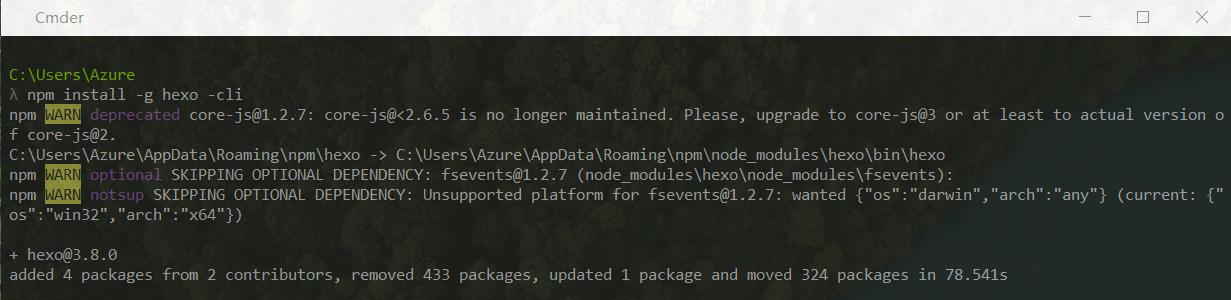 Cmder
C:\Users\Azure
λ npm install -g hexo -cli
npm WARN deprecated core-js@1.2.7: core-js@<2.6.5 is no longer maintained. Please, upgrade to core-js@3 or at least to actual version o
f core-js@2.
C:\Users\Azure\AppData\Roaming\npm\hexo -> C:\Users\Azure\AppData\Roaming\npm\node_modules\hexo\bin\hexo
npm WARN optional SKIPPING OPTIONAL DEPENDENCY: fsevents@1.2.7 (node_modules\hexo\node_modules\fsevents):
npm WARN notsup SKIPPING OPTIONAL DEPENDENCY: Unsupported platform for fsevents@1.2.7: wanted {"os":"darwin","arch":"any"} (current: {"
os":"win32","arch":"x64"})
+ hexo@3.8.0
added 4 packages from 2 contributors, removed 433 packages, updated 1 package and moved 324 packages in 78.541s